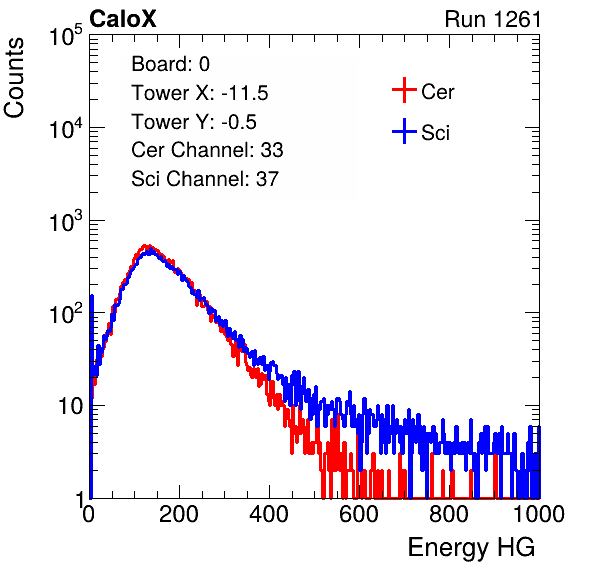 CaloX Run 1261
10^5
Counts
Board: 0
Tower X: -11.5
Tower Y: -0.5
Cer Channel: 33
Sci Channel: 37
Cer
Sci
10^4
10^3
10^2
10
1
0 200 400 600 800 1000
Energy HG